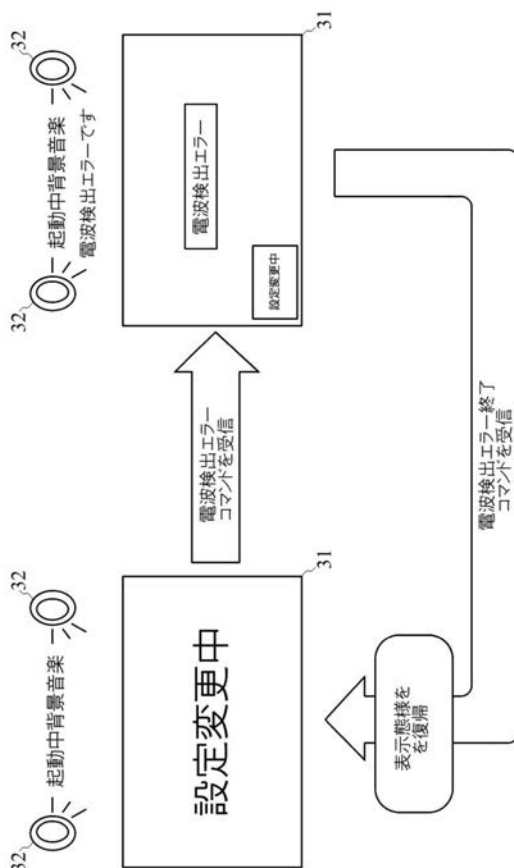 32
32
起動中背景音楽
設定変更中
31
電波検出エラー
コマンドを受信
32
32
起動中背景音楽
電波検出エラーです
電波検出エラー
設定変更中
31
電波検出エラー終了
コマンドを受信
表示態様を
を復帰